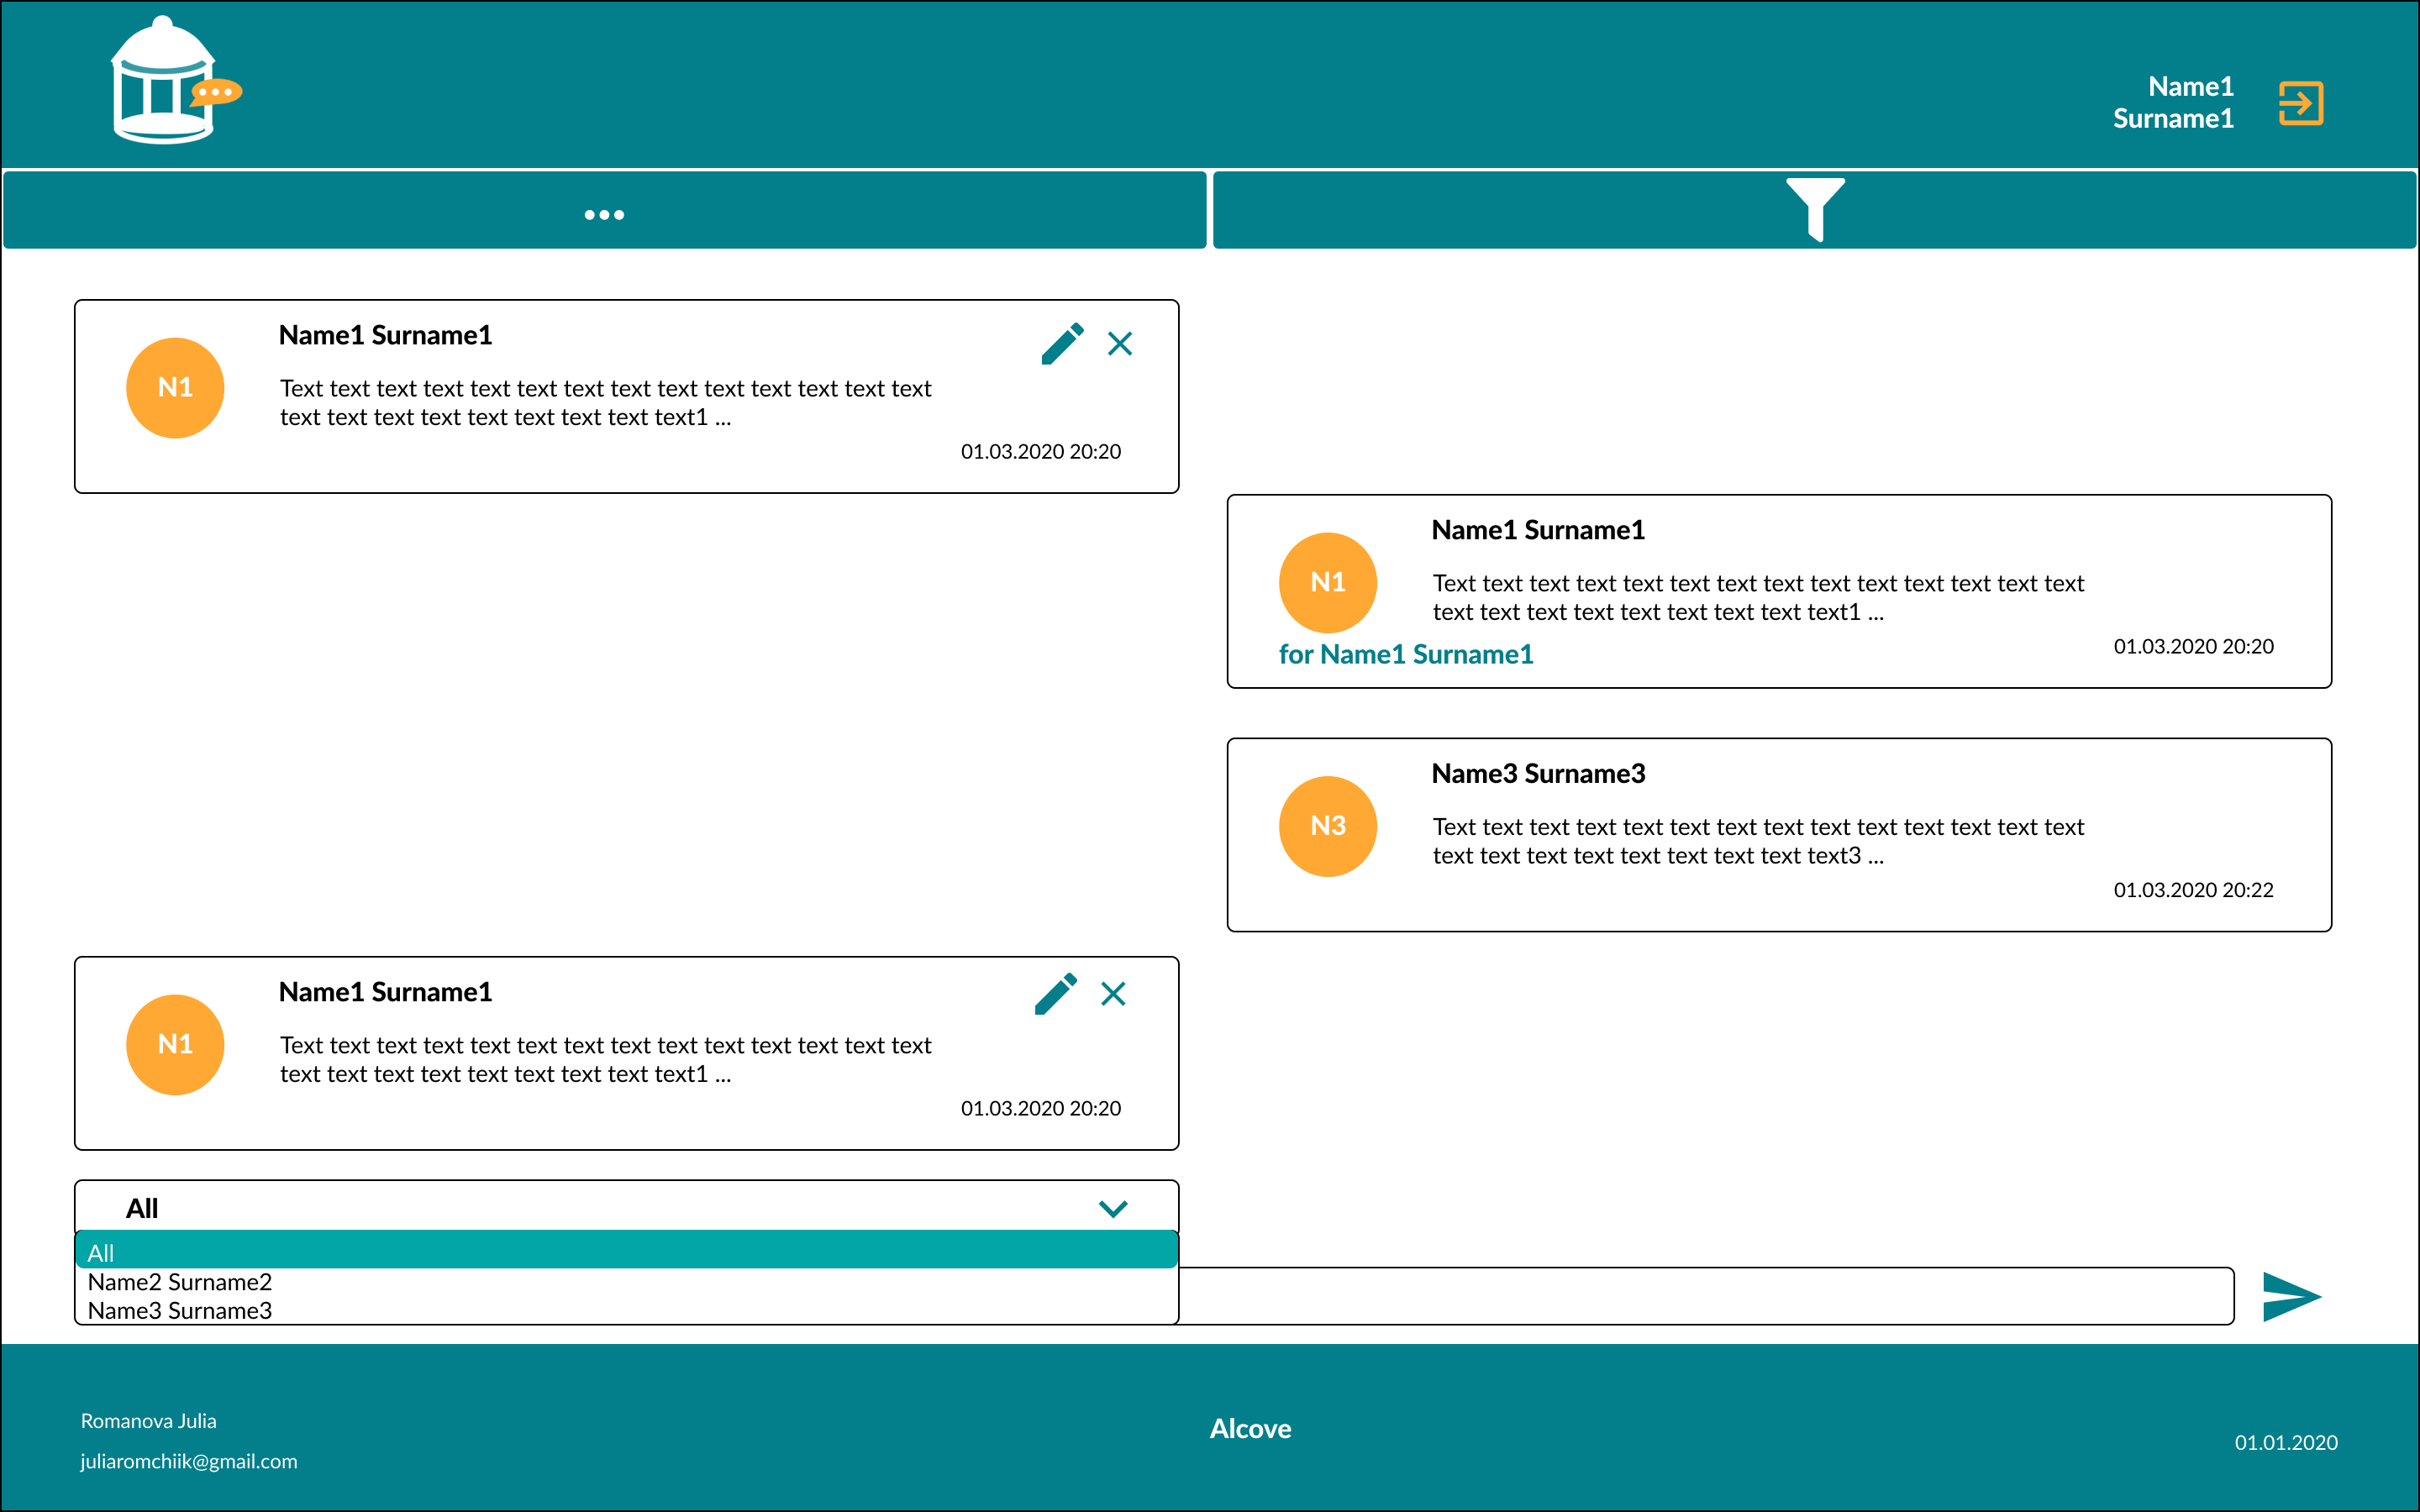 Name1
Surname1
Name1 Surname1
N1
Text text text text text text text text text text text text text text
text text text text text text text text text1 ...
01.03.2020 20:20
Name1 Surname1
N1
Text text text text text text text text text text text text text text
text text text text text text text text text1 ...
for Name1 Surname1
01.03.2020 20:20
Name3 Surname3
N3
Text text text text text text text text text text text text text text
text text text text text text text text text3 ...
01.03.2020 20:22
Name1 Surname1
N1
Text text text text text text text text text text text text text text
text text text text text text text text text1 ...
01.03.2020 20:20
All
All
Name2 Surname2
Name3 Surname3
Romanova Julia
juliaromchiik@gmail.com
Alcove
01.01.2020